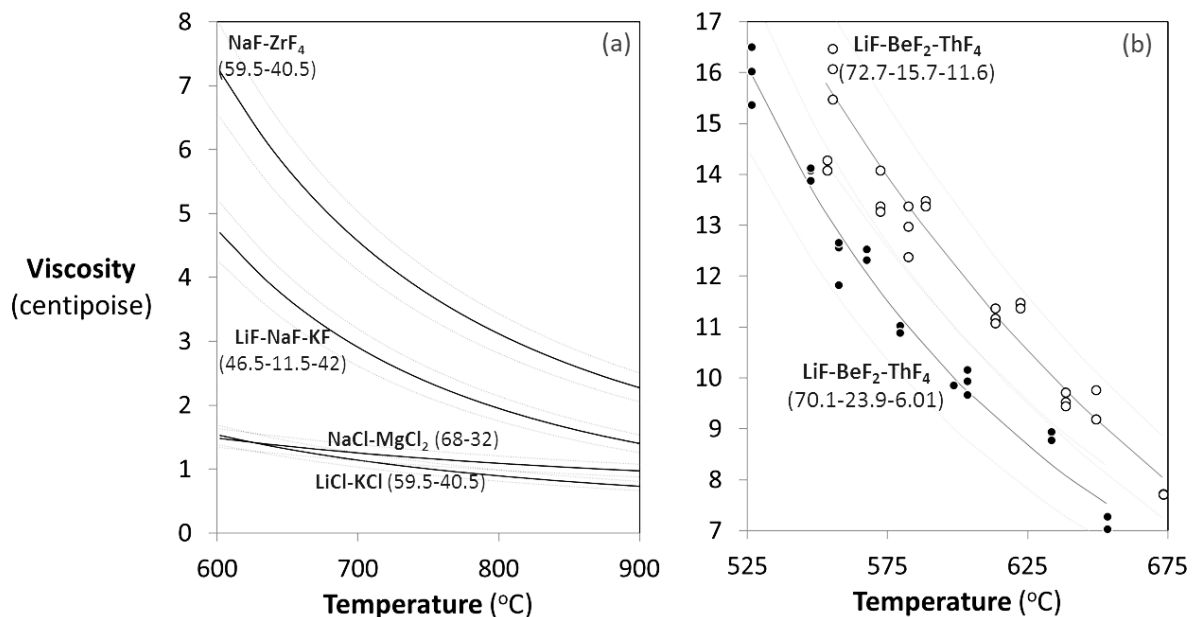 Viscosity
(centipoise)
(a)
8
7
6
5
4
3
2
1
0
NaF-ZrF₄
(59.5-40.5)
LiF-NaF-KF
(46.5-11.5-42)
NaCl-MgCl₂ (68-32)
LiCl-KCl (59.5-40.5)
600 700 800 900
Temperature (°C)
(b)
17
16
15
14
13
12
11
10
9
8
7
LiF-BeF₂-ThF₄
(72.7-15.7-11.6)
LiF-BeF₂-ThF₄
(70.1-23.9-6.01)
525 575 625 675
Temperature (°C)